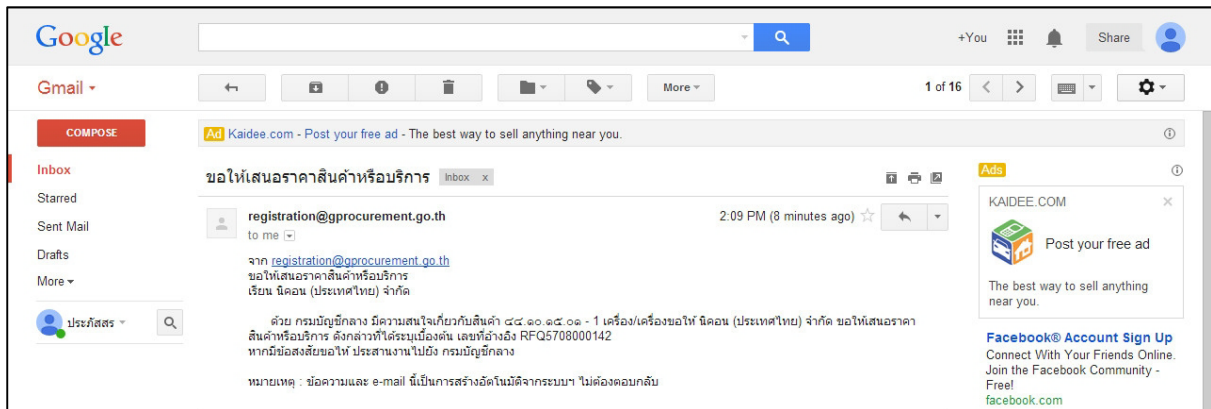 Google
+You
Share
Gmail
More
1 of 16
COMPOSE
Ad Kaidee.com - Post your free ad - The best way to sell anything near you.
Inbox
Starred
Sent Mail
Drafts
More
ประภัสสร
ขอให้เสนอราคาสินค้าหรือบริการ Inbox x
registration@gprocurement.go.th
2:09 PM (8 minutes ago)
to me
จาก registration@gprocurement.go.th
ขอให้เสนอราคาสินค้าหรือบริการ
เรียน นิคอน (ประเทศไทย) จำกัด
ด้วย กรมบัญชีกลาง มีความสนใจเกี่ยวกับสินค้า ๔๔.๑๐.๑๕.๐๑ - 1 เครื่อง/เครื่องขอให้ นิคอน (ประเทศไทย) จำกัด ขอให้เสนอราคา
สินค้าหรือบริการ ดังกล่าวที่ได้ระบุเบื้องต้น เลขที่อ้างอิง RFQ5708000142
หากมีข้อสงสัยขอให้ ประสานงานไปยัง กรมบัญชีกลาง
หมายเหตุ : ข้อความและ e-mail นี้เป็นการสร้างอัตโนมัติจากระบบฯ ไม่ต้องตอบกลับ
Ads
KAIDEE.COM
Post your free ad
The best way to sell anything
near you.
Facebook® Account Sign Up
Connect With Your Friends Online.
Join the Facebook Community -
Free!
facebook.com